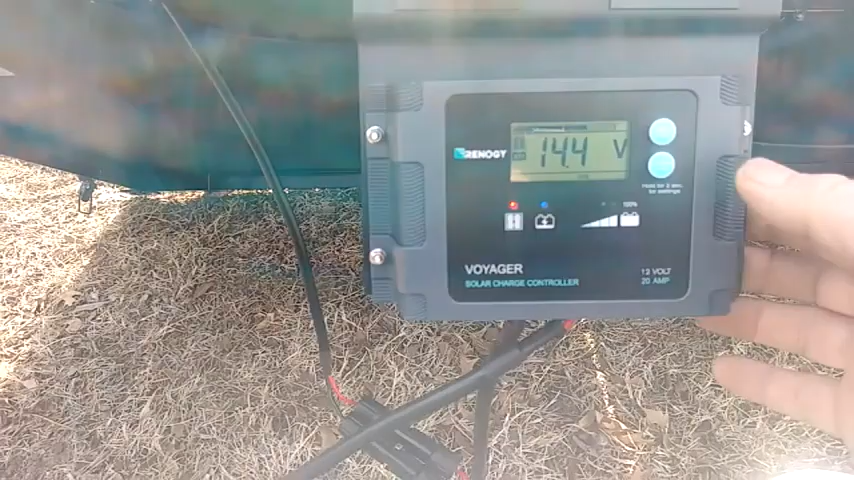 RENOGY
14.4 V
Hold for 2 sec.
for settings
100%
VOYAGER
SOLAR CHARGE CONTROLLER
12 VOLT
20 AMP